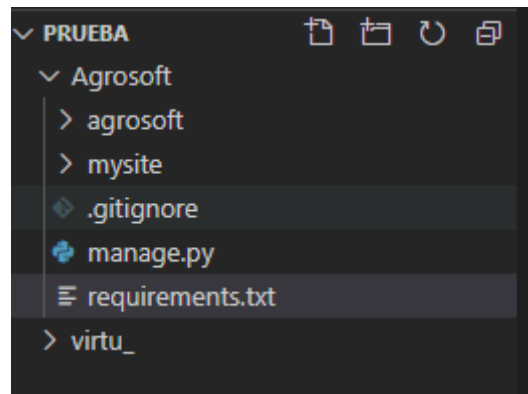 PRUEBA
Agrosoft
agrosoft
mysite
.gitignore
manage.py
requirements.txt
virtu_